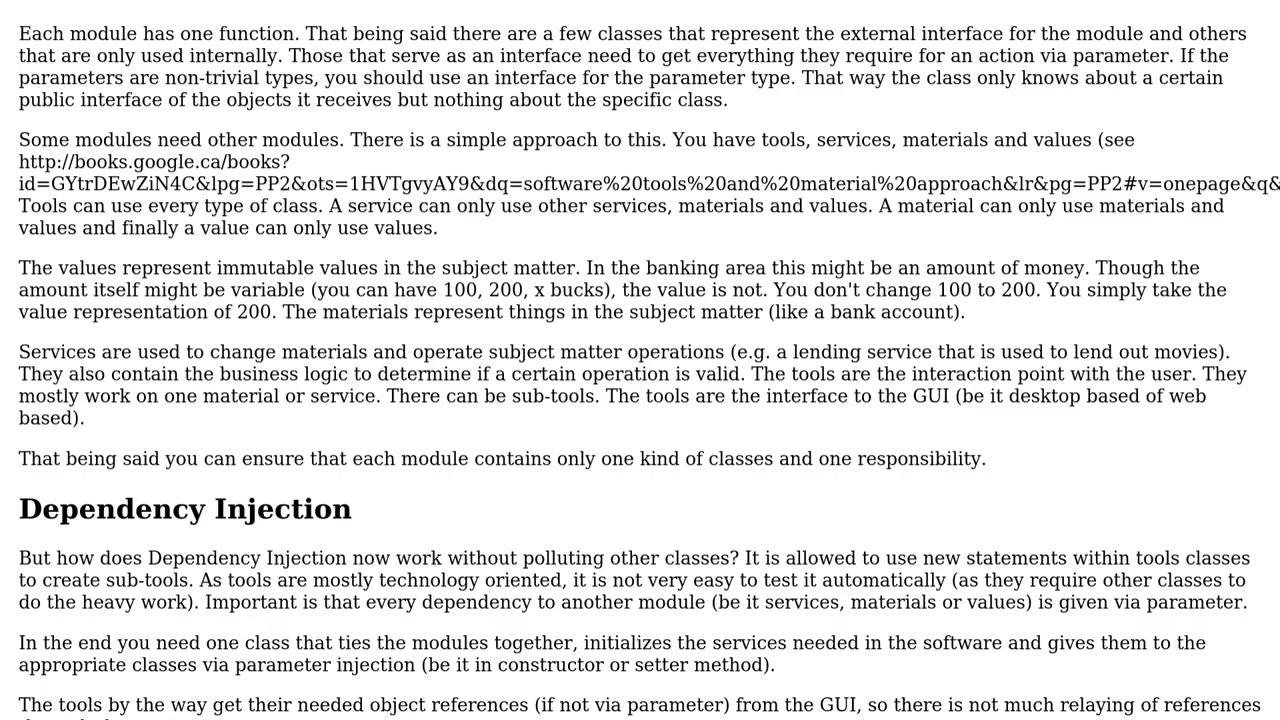 Each module has one function. That being said there are a few classes that represent the external interface for the module and others
that are only used internally. Those that serve as an interface need to get everything they require for an action via parameter. If the
parameters are non-trivial types, you should use an interface for the parameter type. That way the class only knows about a certain
public interface of the objects it receives but nothing about the specific class.
Some modules need other modules. There is a simple approach to this. You have tools, services, materials and values (see
http://books.google.ca/books?
id=GYtrDEwZiN4C&lpg=PP2&ots=1HVTgvyAY9&dq=software%20tools%20and%20material%20approach&lr&pg=PP2#v=onepage&q&
Tools can use every type of class. A service can only use other services, materials and values. A material can only use materials and
values and finally a value can only use values.
The values represent immutable values in the subject matter. In the banking area this might be an amount of money. Though the
amount itself might be variable (you can have 100, 200, x bucks), the value is not. You don't change 100 to 200. You simply take the
value representation of 200. The materials represent things in the subject matter (like a bank account).
Services are used to change materials and operate subject matter operations (e.g. a lending service that is used to lend out movies).
They also contain the business logic to determine if a certain operation is valid. The tools are the interaction point with the user. They
mostly work on one material or service. There can be sub-tools. The tools are the interface to the GUI (be it desktop based of web
based).
That being said you can ensure that each module contains only one kind of classes and one responsibility.
Dependency Injection
But how does Dependency Injection now work without polluting other classes? It is allowed to use new statements within tools classes
to create sub-tools. As tools are mostly technology oriented, it is not very easy to test it automatically (as they require other classes to
do the heavy work). Important is that every dependency to another module (be it services, materials or values) is given via parameter.
In the end you need one class that ties the modules together, initializes the services needed in the software and gives them to the
appropriate classes via parameter injection (be it in constructor or setter method).
The tools by the way get their needed object references (if not via parameter) from the GUI, so there is not much relaying of references